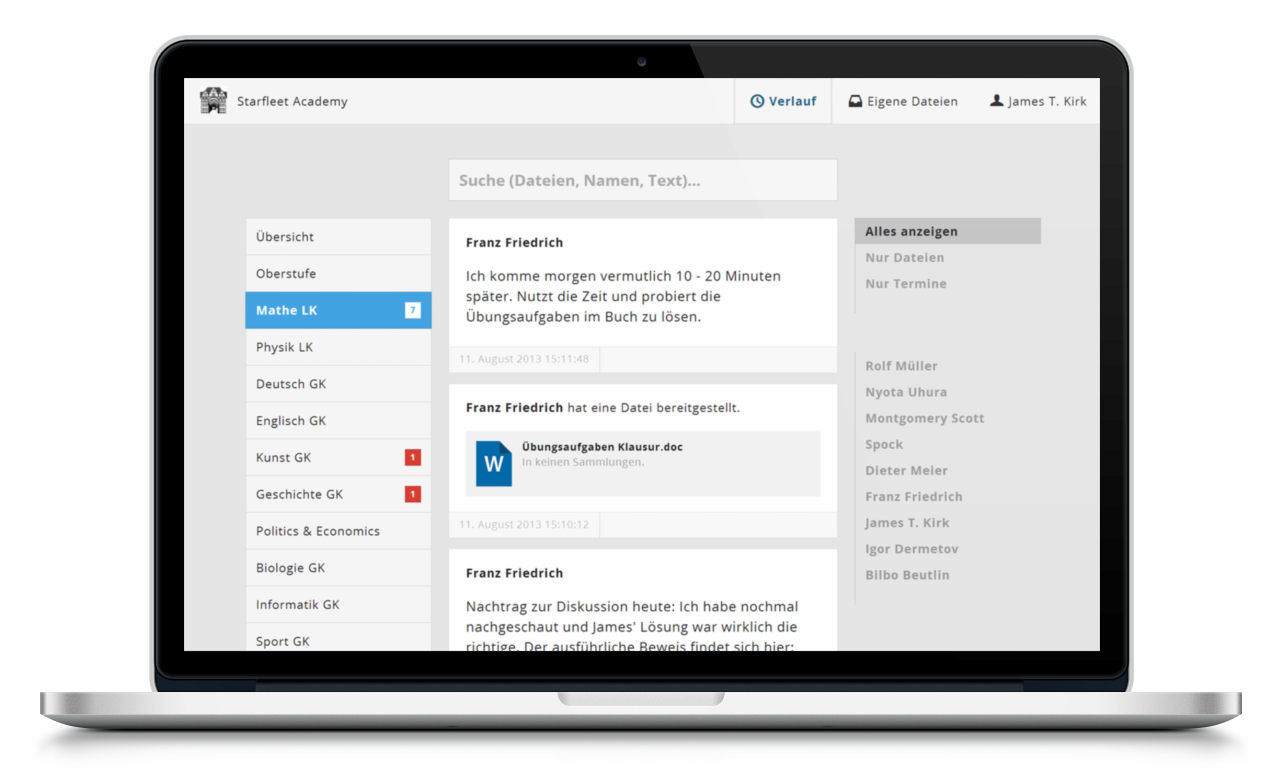 Starfleet Academy
Verlauf
Eigene Dateien
James T. Kirk
Suche (Dateien, Namen, Text)...
Übersicht
Oberstufe
Mathe LK 7
Physik LK
Deutsch GK
Englisch GK
Kunst GK 1
Geschichte GK 1
Politics & Economics
Biologie GK
Informatik GK
Sport GK
Franz Friedrich
Ich komme morgen vermutlich 10 - 20 Minuten
später. Nutzt die Zeit und probiert die
Übungsaufgaben im Buch zu lösen.
11. August 2013 15:11:48
Franz Friedrich hat eine Datei bereitgestellt.
W
Übungsaufgaben Klausur.doc
In keinen Sammlungen.
11. August 2013 15:10:12
Franz Friedrich
Nachtrag zur Diskussion heute: Ich habe nochmal
nachgeschaut und James' Lösung war wirklich die
richtige. Der ausführliche Beweis findet sich hier:
Alles anzeigen
Nur Dateien
Nur Termine
Rolf Müller
Nyota Uhura
Montgomery Scott
Spock
Dieter Meier
Franz Friedrich
James T. Kirk
Igor Dermetov
Bilbo Beutlin